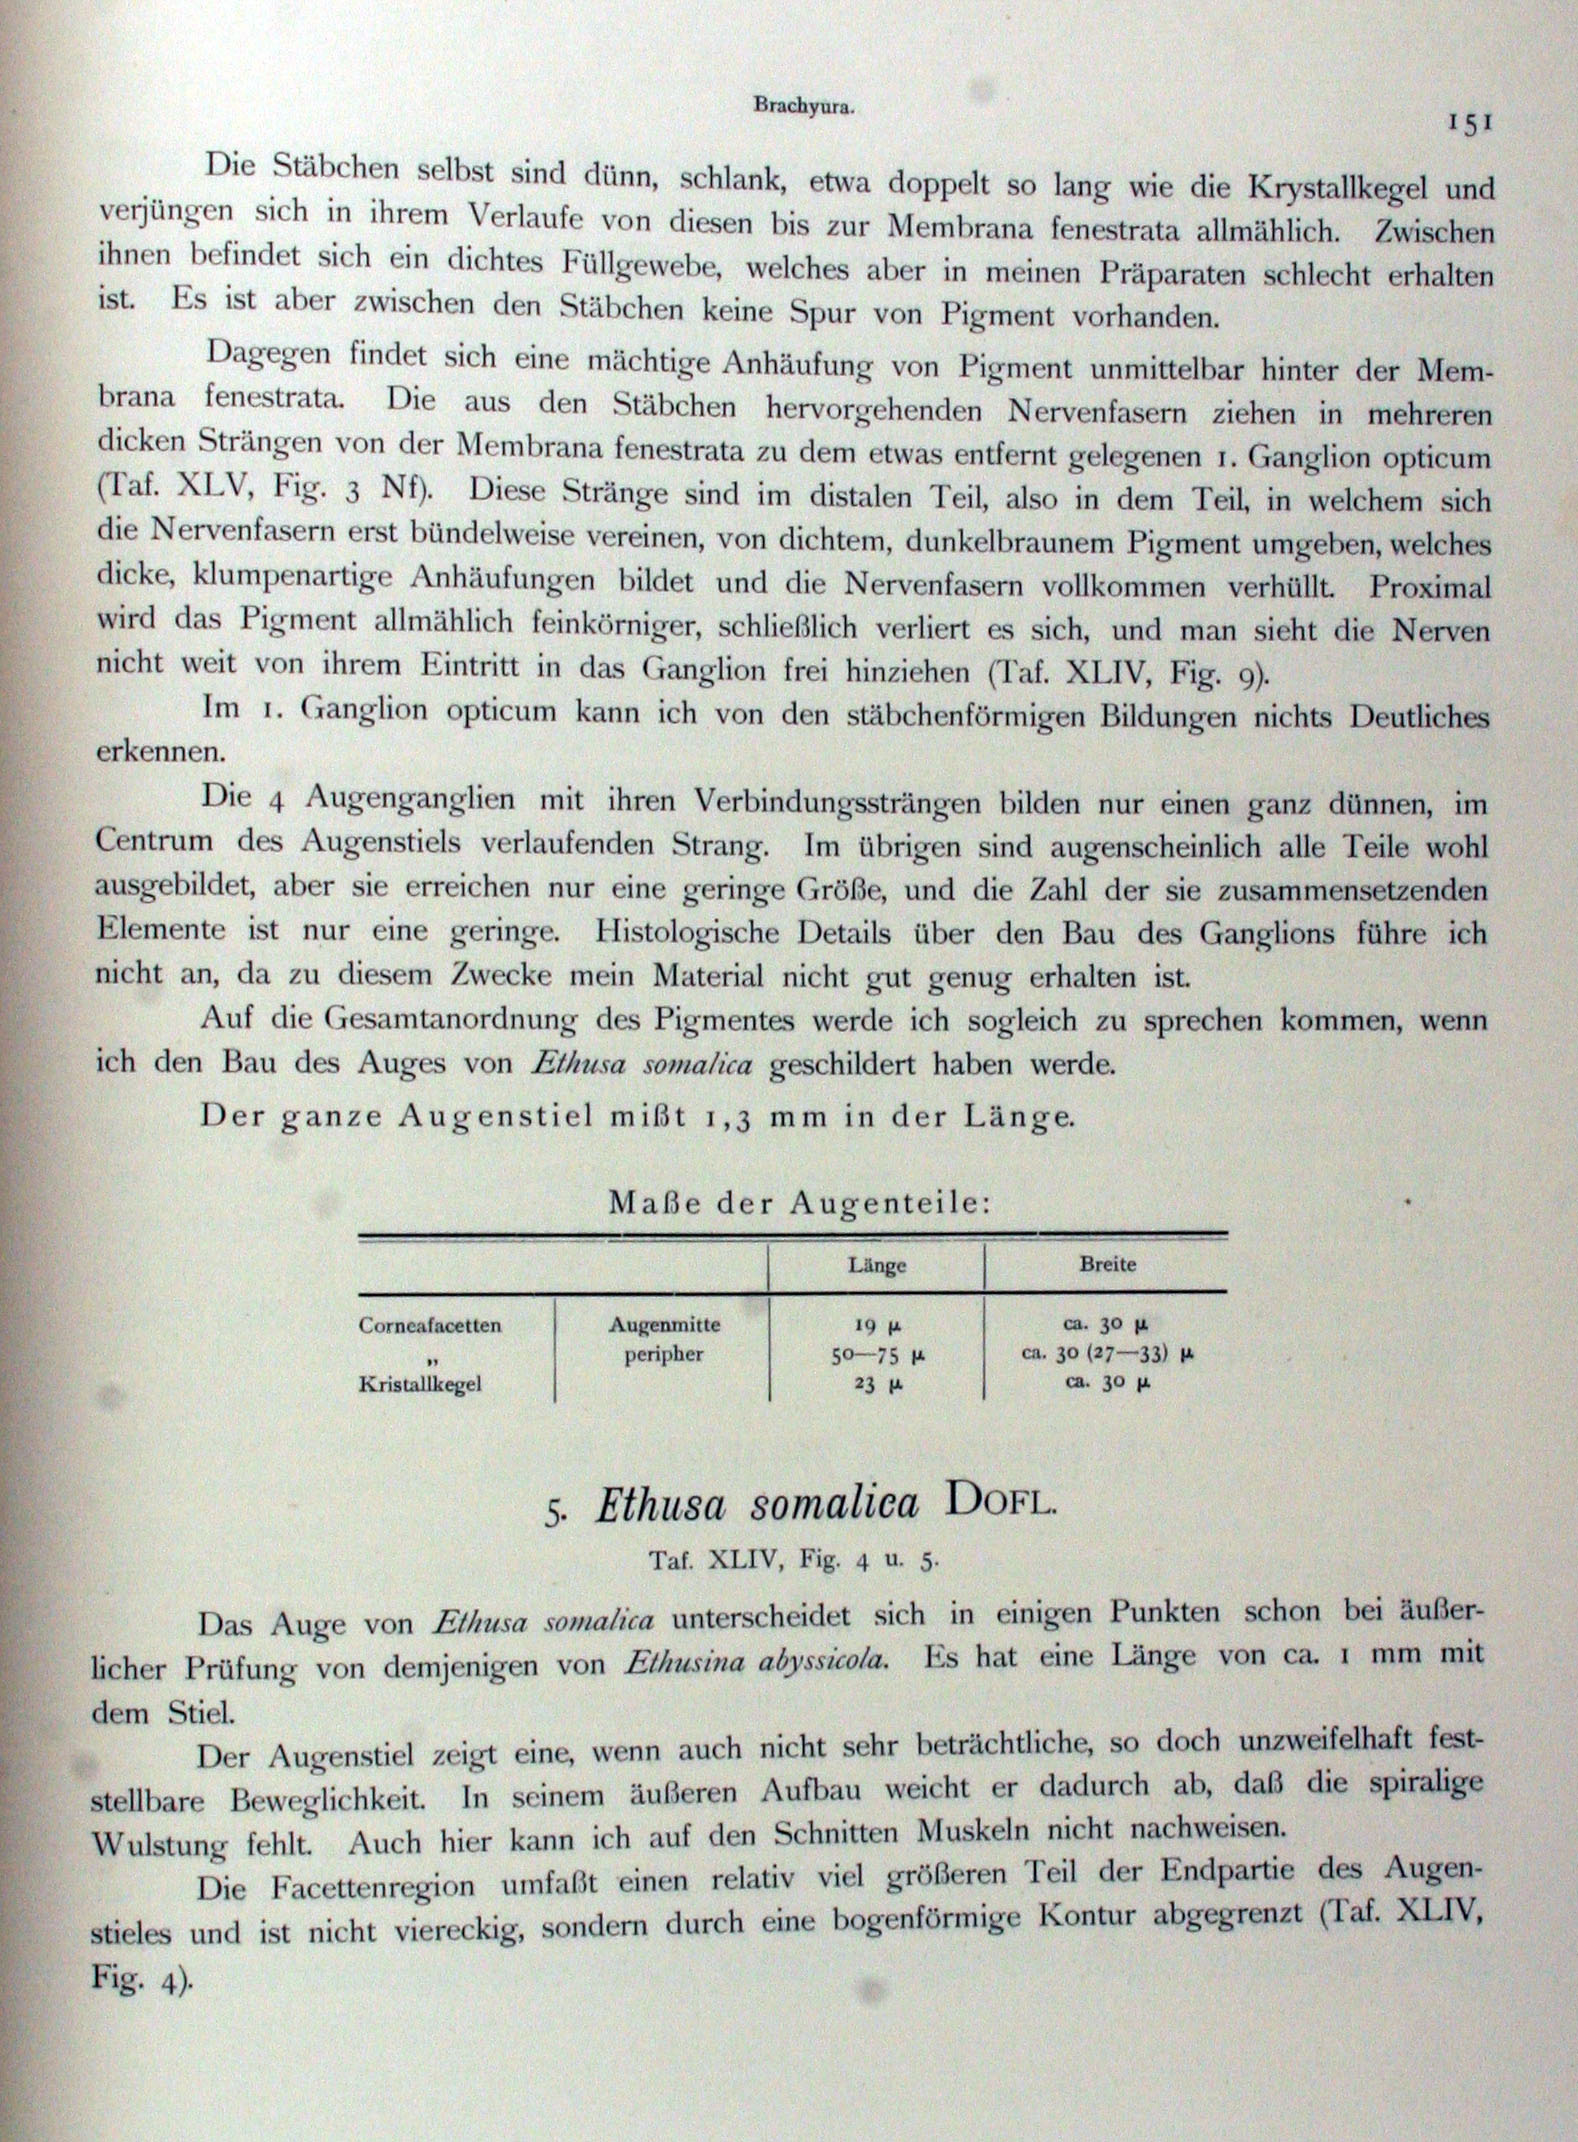 Brachyura.
151
Die Stäbchen selbst sind dünn, schlank, etwa doppelt so lang wie die Krystallkegel und
verjüngen sich in ihrem Verlaufe von diesen bis zur Membrana fenestrata allmählich. Zwischen
ihnen befindet sich ein dichtes Füllgewebe, welches aber in meinen Präparaten schlecht erhalten
ist. Es ist aber zwischen den Stäbchen keine Spur von Pigment vorhanden.
Dagegen findet sich eine mächtige Anhäufung von Pigment unmittelbar hinter der Mem-
brana fenestrata. Die aus den Stäbchen hervorgehenden Nervenfasern ziehen in mehreren
dicken Strängen von der Membrana fenestrata zu dem etwas entfernt gelegenen 1. Ganglion opticum
(Taf. XLV, Fig. 3 Nf). Diese Stränge sind im distalen Teil, also in dem Teil, in welchem sich
die Nervenfasern erst bündelweise vereinen, von dichtem, dunkelbraunem Pigment umgeben, welches
dicke, klumpenartige Anhäufungen bildet und die Nervenfasern vollkommen verhüllt. Proximal
wird das Pigment allmählich feinkörniger, schließlich verliert es sich, und man sieht die Nerven
nicht weit von ihrem Eintritt in das Ganglion frei hinziehen (Taf. XLIV, Fig. 9).
Im 1. Ganglion opticum kann ich von den stäbchenförmigen Bildungen nichts Deutliches
erkennen.
Die 4 Augenganglien mit ihren Verbindungssträngen bilden nur einen ganz dünnen, im
Centrum des Augenstiels verlaufenden Strang. Im übrigen sind augenscheinlich alle Teile wohl
ausgebildet, aber sie erreichen nur eine geringe Größe, und die Zahl der sie zusammensetzenden
Elemente ist nur eine geringe. Histologische Details über den Bau des Ganglions führe ich
nicht an, da zu diesem Zwecke mein Material nicht gut genug erhalten ist.
Auf die Gesamtanordnung des Pigmentes werde ich sogleich zu sprechen kommen, wenn
ich den Bau des Auges von Ethusa somalica geschildert haben werde.
Der ganze Augenstiel mißt 1,3 mm in der Länge.
Maße der Augenteile:
Länge Breite
Corneafacetten Augenmitte 19 µ ca. 30 µ
„ peripher 50—75 µ ca. 30 (27—33) µ
Kristallkegel 23 µ ca. 30 µ
5. Ethusa somalica DOFL.
Taf. XLIV, Fig. 4 u. 5.
Das Auge von Ethusa somalica unterscheidet sich in einigen Punkten schon bei äußer-
licher Prüfung von demjenigen von Ethusina abyssicola. Es hat eine Länge von ca. 1 mm mit
dem Stiel.
Der Augenstiel zeigt eine, wenn auch nicht sehr beträchtliche, so doch unzweifelhaft fest-
stellbare Beweglichkeit. In seinem äußeren Aufbau weicht er dadurch ab, daß die spiralige
Wulstung fehlt. Auch hier kann ich auf den Schnitten Muskeln nicht nachweisen.
Die Facettenregion umfaßt einen relativ viel größeren Teil der Endpartie des Augen-
stieles und ist nicht viereckig, sondern durch eine bogenförmige Kontur abgegrenzt (Taf. XLIV,
Fig. 4).